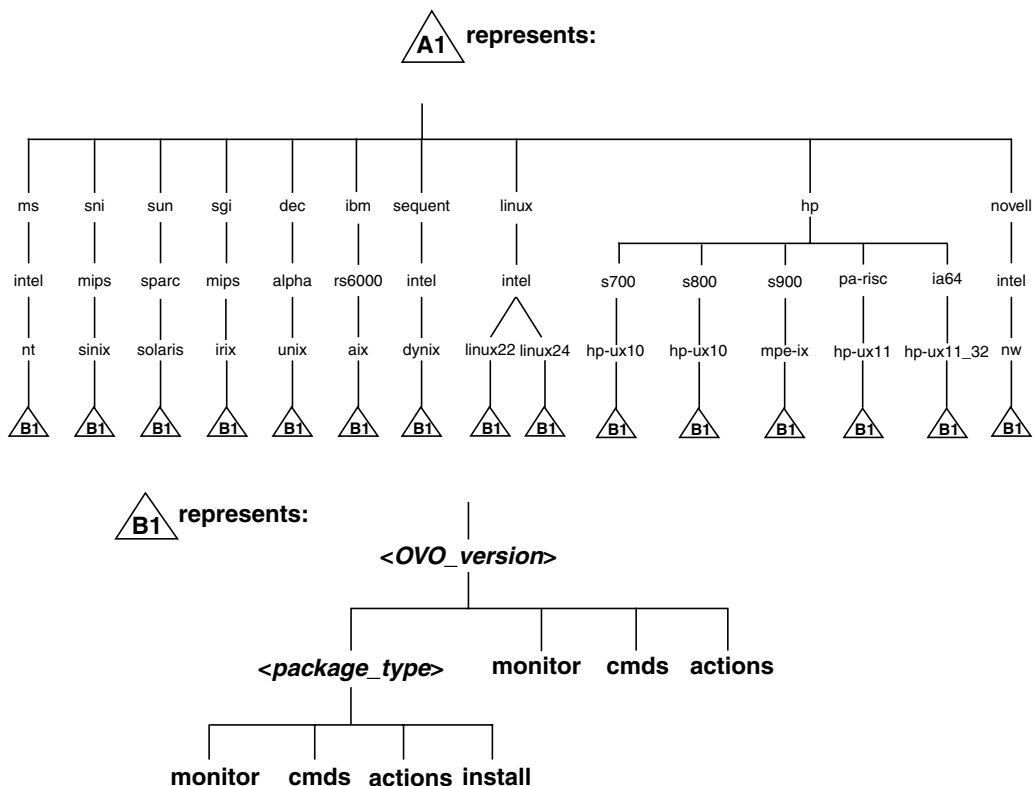 A1 represents:
ms sni sun sgi dec ibm sequent linux hp novell
intel mips sparc mips alpha rs6000 intel intel s700 s800 s900 pa-risc ia64 intel
nt sinix solaris irix unix aix dynix linux22 linux24 hp-ux10 hp-ux10 mpe-ix hp-ux11 hp-ux11_32 nw
B1 B1 B1 B1 B1 B1 B1 B1 B1 B1 B1 B1 B1 B1 B1
B1 represents:
<OVO_version>
<package_type> monitor cmds actions
monitor cmds actions install